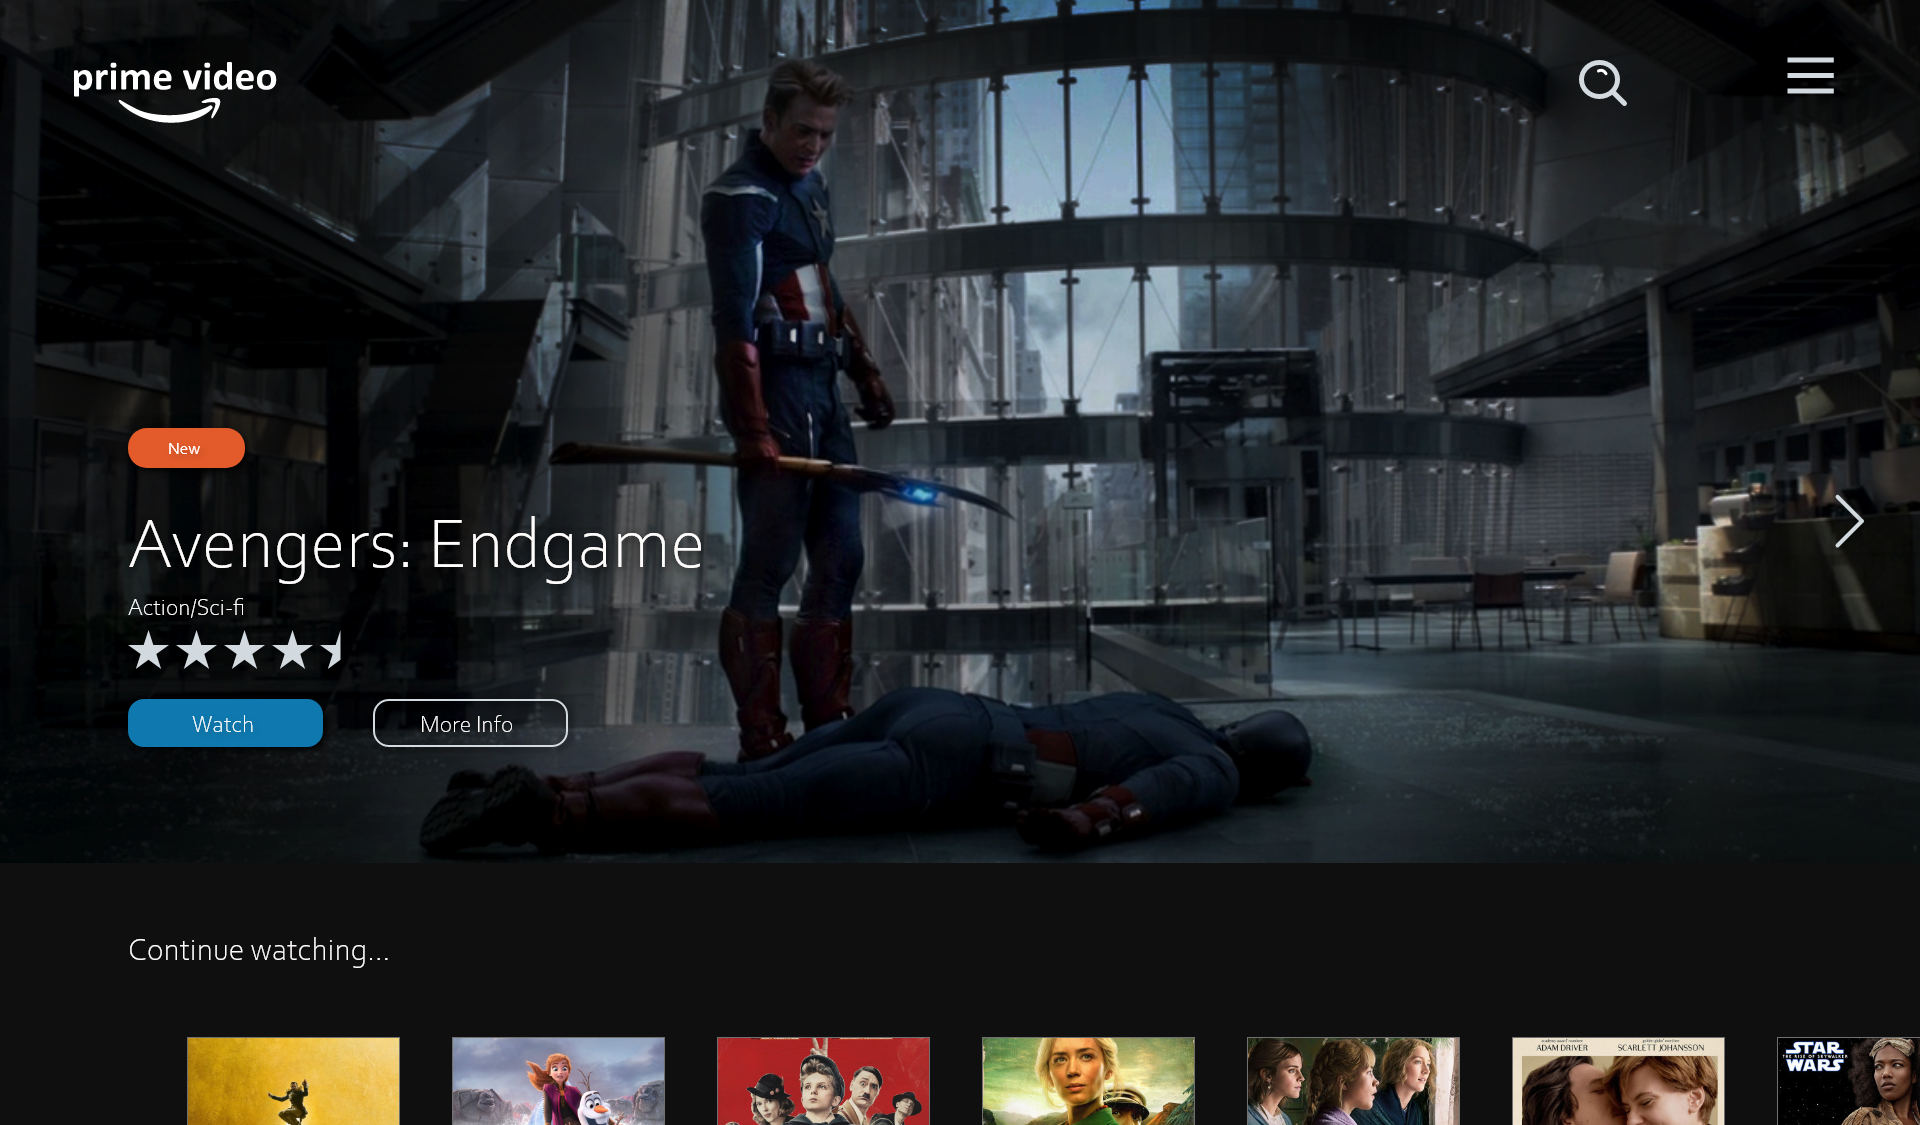 prime video
New
Avengers: Endgame
Action/Sci-fi
Watch
More Info
Continue watching...
ADAM DRIVER
SCARLETT JOHANSSON
STAR
THE RISE OF SKYWALKER
WARS